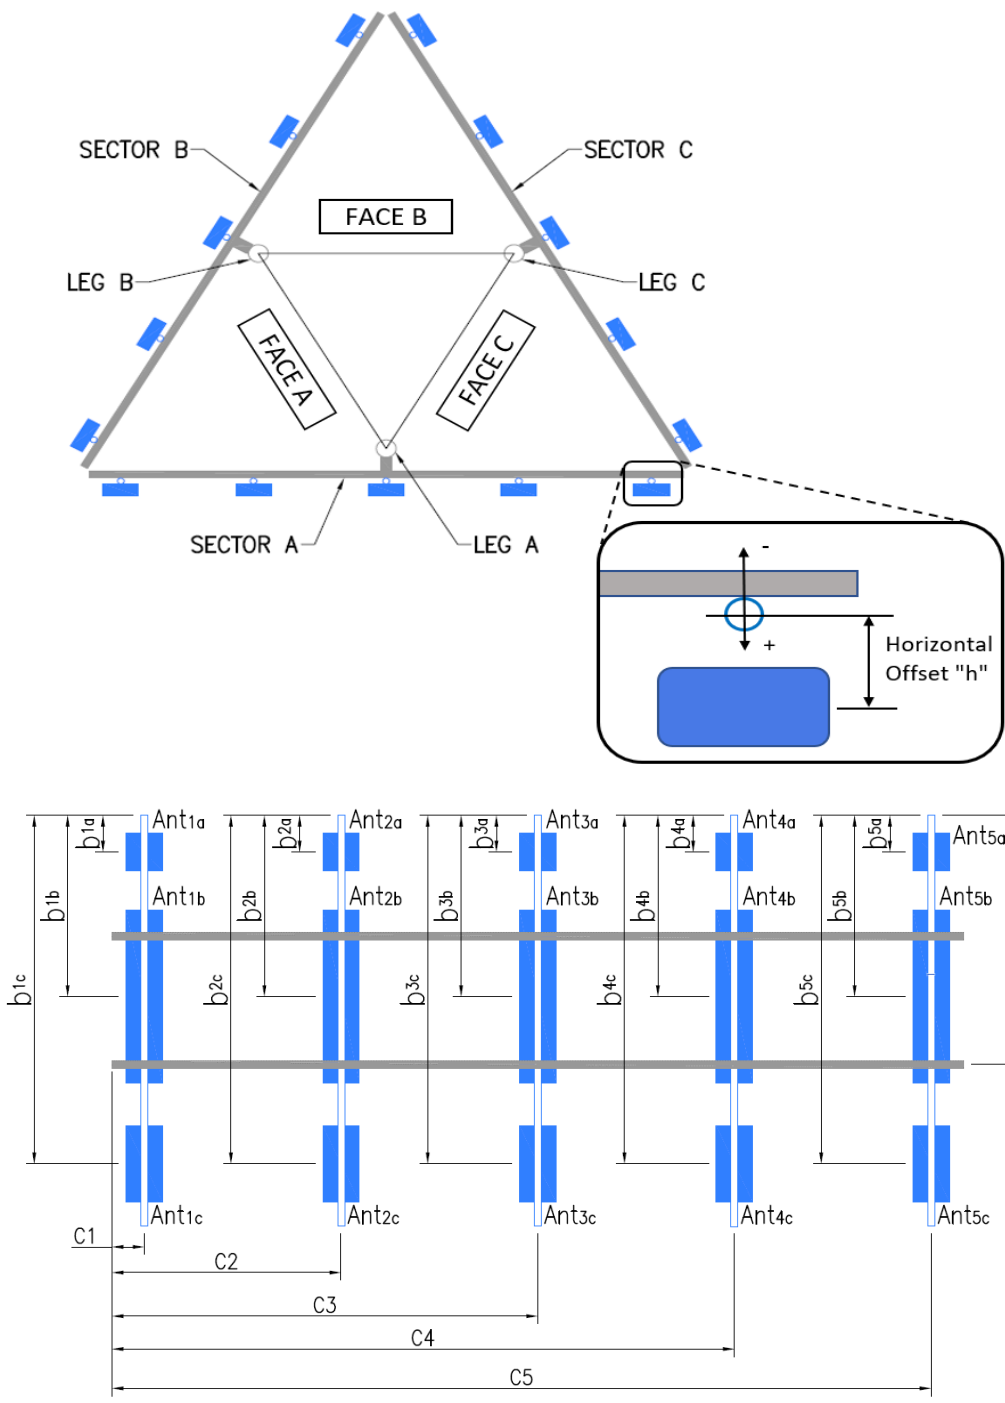 SECTOR B
SECTOR C
FACE B
LEG B
LEG C
FACE A
FACE C
SECTOR A
LEG A
-
+
Horizontal
Offset "h"
b1a
Ant1a
b2a
Ant2a
b3a
Ant3a
b4a
Ant4a
b5a
Ant5a
b1b
Ant1b
b2b
Ant2b
b3b
Ant3b
b4b
Ant4b
b5b
Ant5b
b1c
b2c
b3c
b4c
b5c
Ant1c
Ant2c
Ant3c
Ant4c
Ant5c
C1
C2
C3
C4
C5